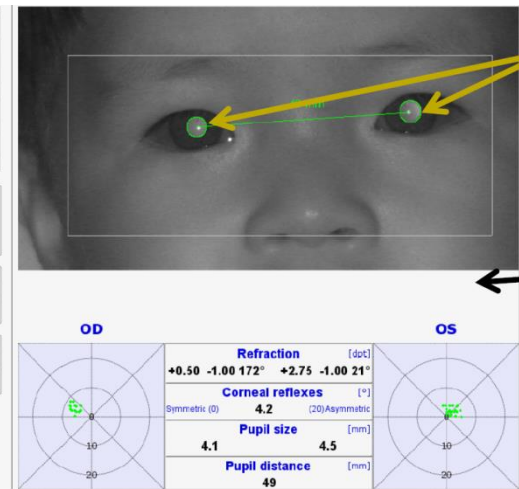 OD
OS
Refraction [dpt]
+0.50 -1.00 172° +2.75 -1.00 21°
Corneal reflexes [°]
Symmetric (0) 4.2 (20)Asymmetric
Pupil size [mm]
4.1 4.5
Pupil distance [mm]
49
0
10
20
0
10
20